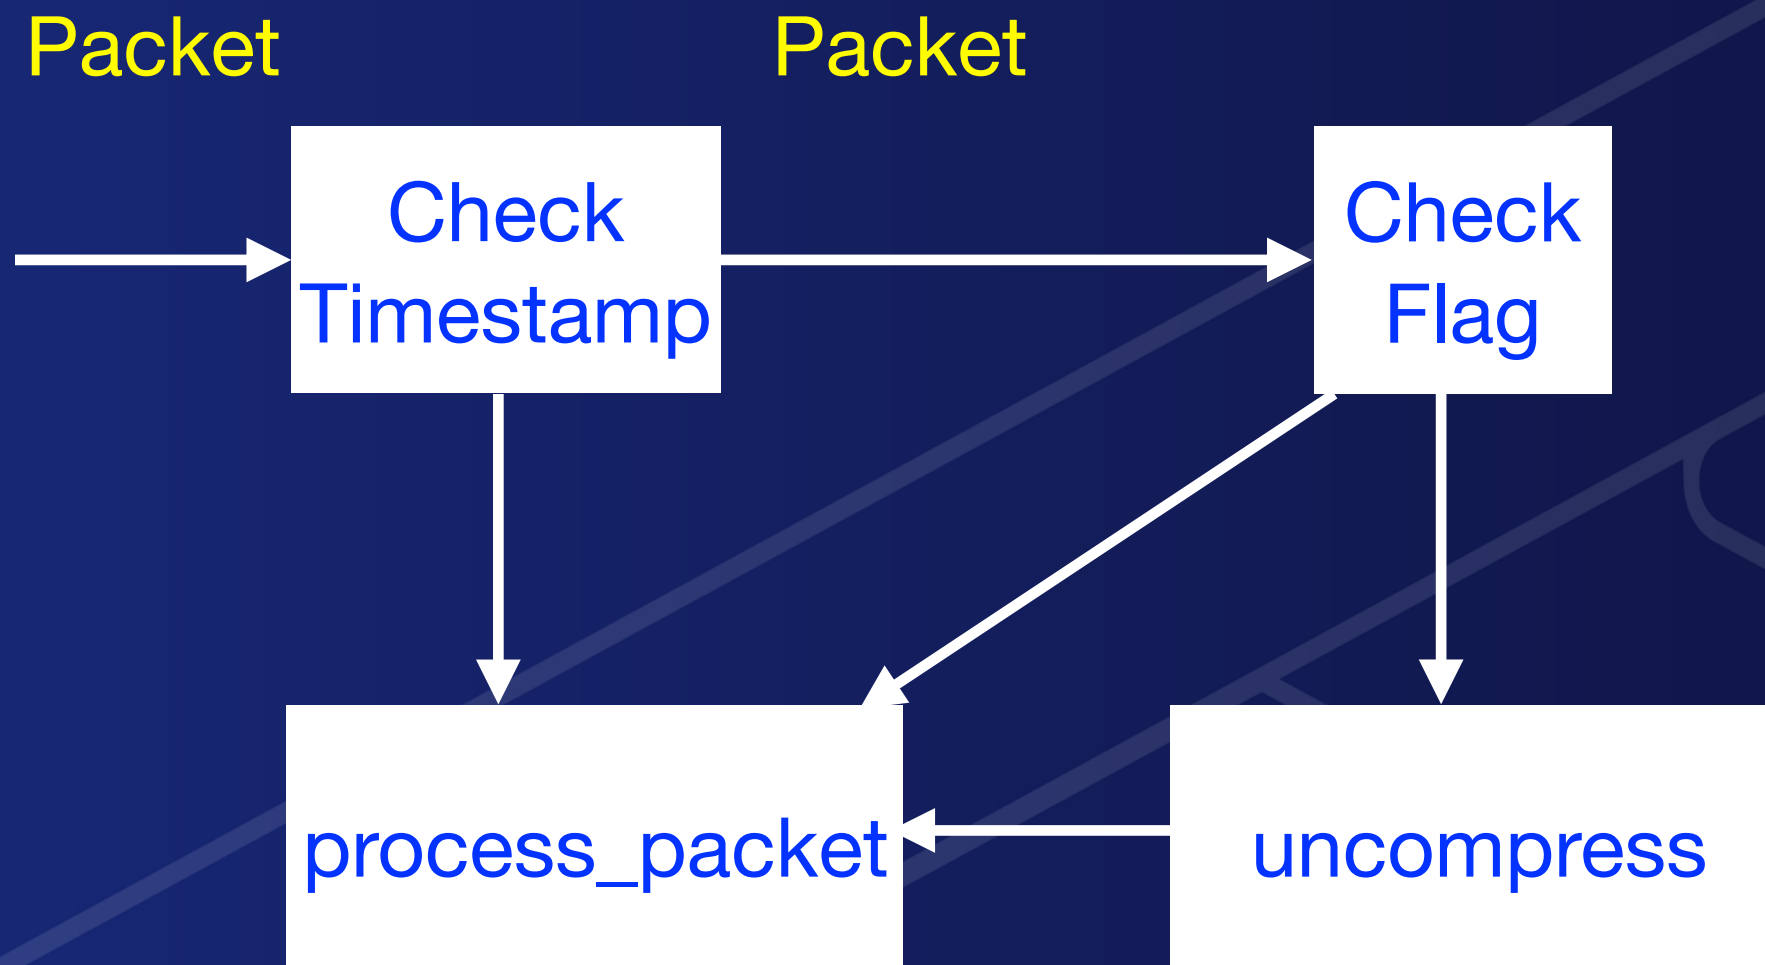 Packet
Packet
Check
Timestamp
Check
Flag
process_packet
uncompress